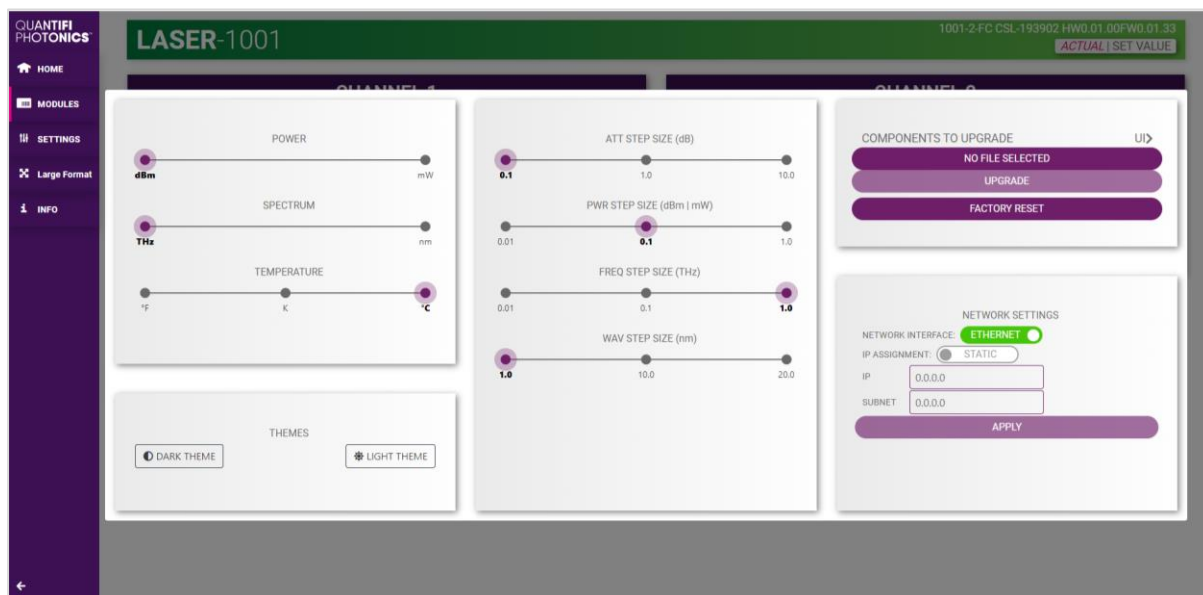 QUANTIFI
PHOTONICS
HOME
MODULES
SETTINGS
Large Format
INFO
LASER-1001
1001-2-FC CSL-193902 HW0.01.00FW0.01.33
ACTUAL | SET VALUE
CHANNEL 1
CHANNEL 2
POWER
dBm mW
SPECTRUM
THz nm
TEMPERATURE
°F K °C
THEMES
DARK THEME LIGHT THEME
ATT STEP SIZE (dB)
0.1 1.0 10.0
PWR STEP SIZE (dBm | mW)
0.01 0.1 1.0
FREQ STEP SIZE (THz)
0.01 0.1 1.0
WAV STEP SIZE (nm)
1.0 10.0 20.0
COMPONENTS TO UPGRADE UI>
NO FILE SELECTED
UPGRADE
FACTORY RESET
NETWORK SETTINGS
NETWORK INTERFACE: ETHERNET
IP ASSIGNMENT: STATIC
IP 0.0.0.0
SUBNET 0.0.0.0
APPLY